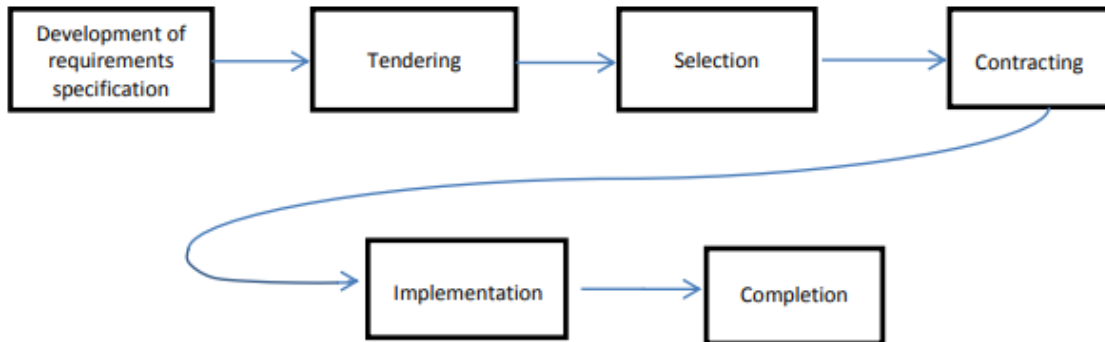 Development of
requirements
specification
Tendering
Selection
Contracting
Implementation
Completion